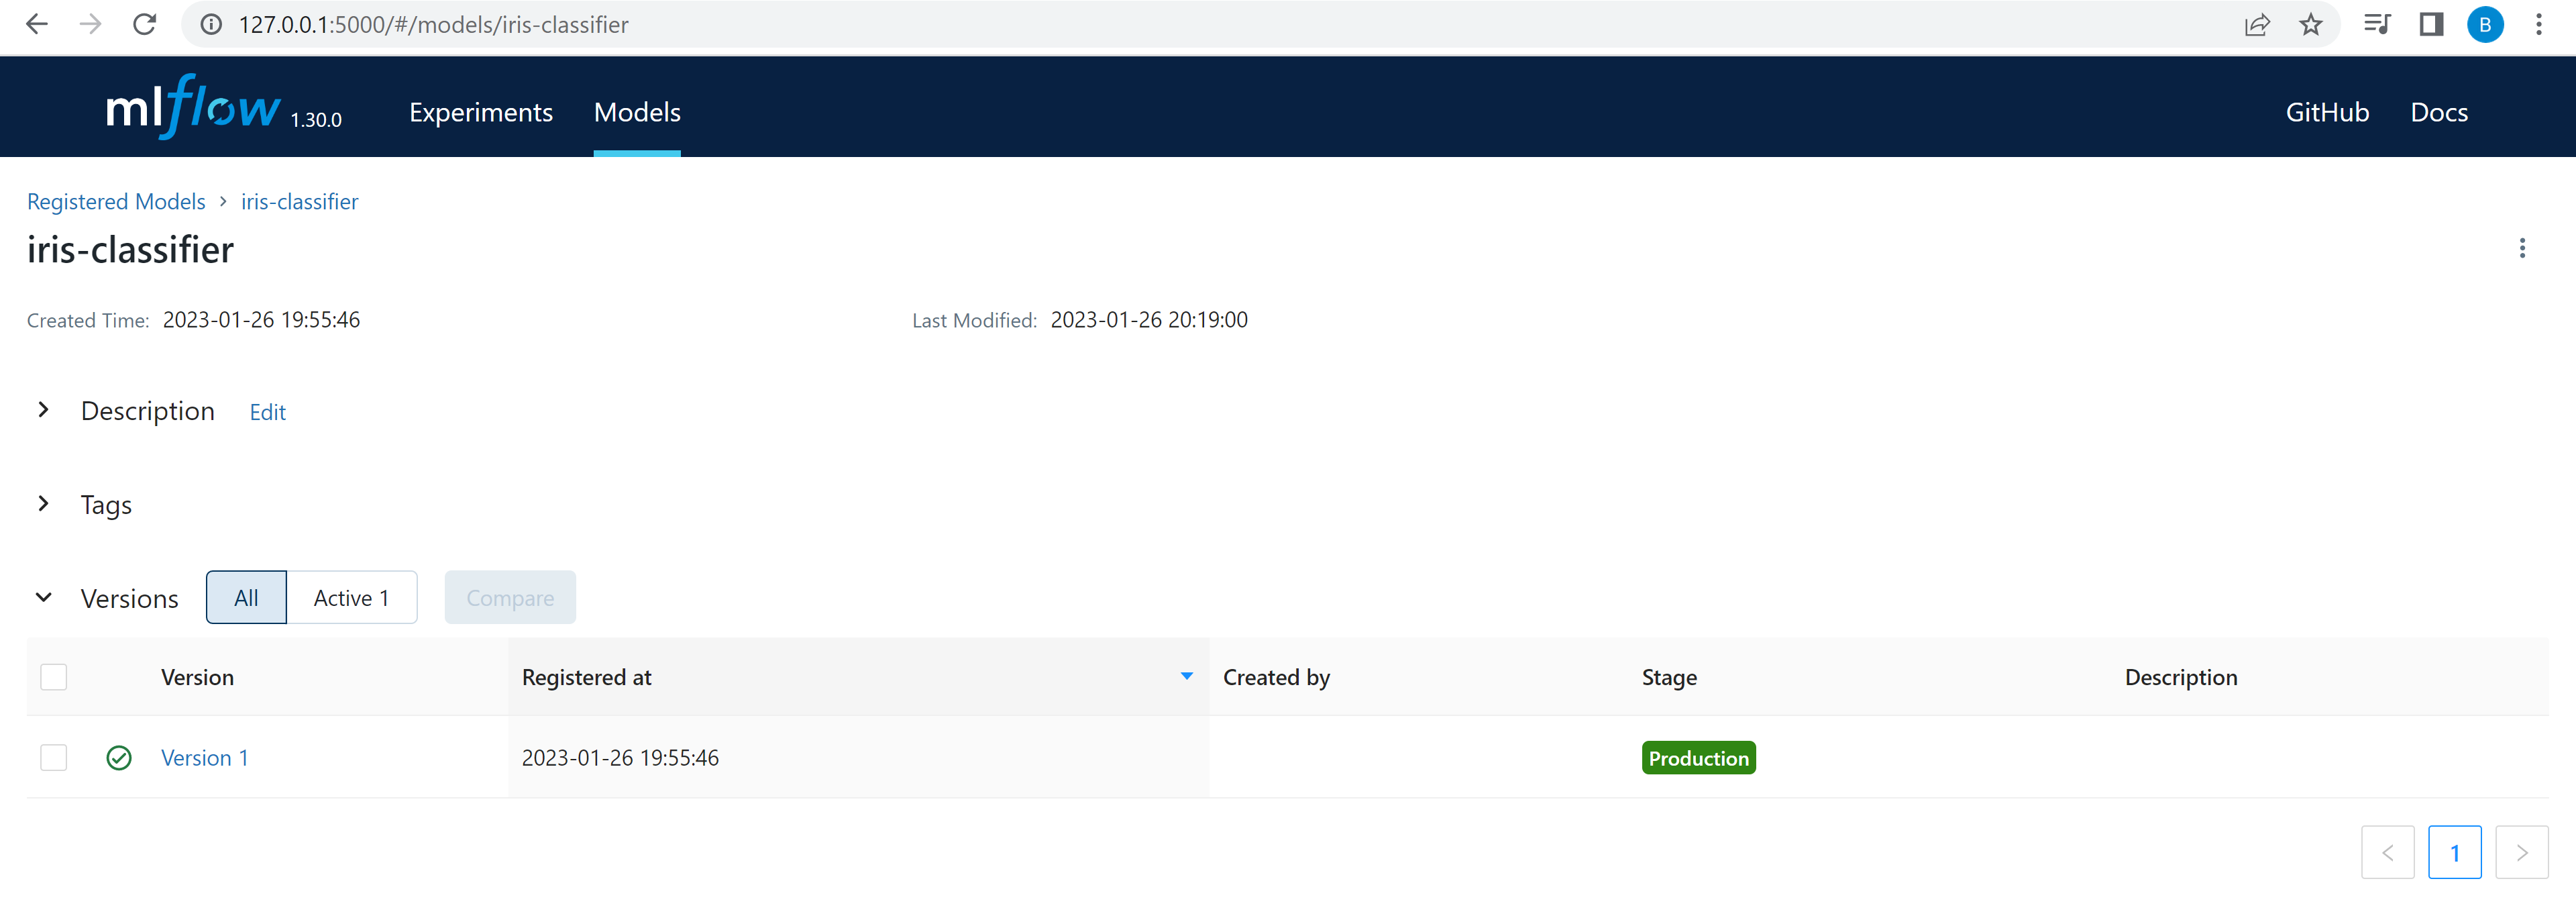 127.0.0.1:5000/#/models/iris-classifier
B
mlflow 1.30.0 Experiments Models GitHub Docs
Registered Models > iris-classifier
iris-classifier
Created Time: 2023-01-26 19:55:46 Last Modified: 2023-01-26 20:19:00
Description Edit
Tags
Versions All Active 1 Compare
Version Registered at Created by Stage Description
Version 1 2023-01-26 19:55:46 Production
< 1 >